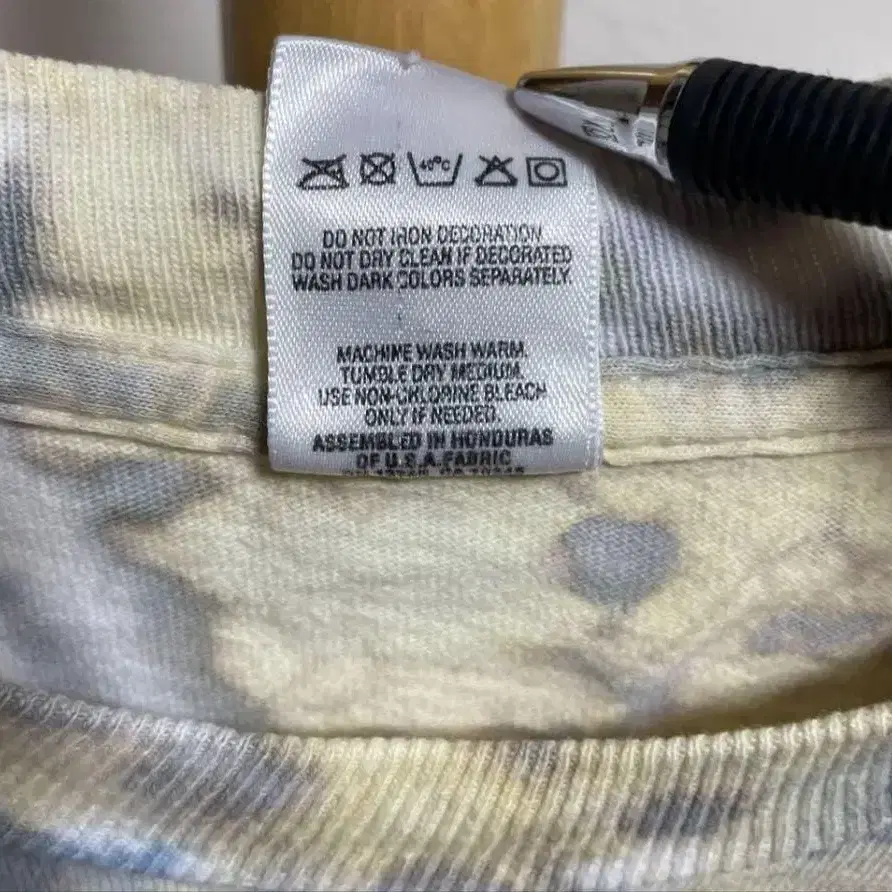 40°C
DO NOT IRON DECORATION
DO NOT DRY CLEAN IF DECORATED
WASH DARK COLORS SEPARATELY.
MACHINE WASH WARM.
TUMBLE DRY MEDIUM.
USE NON-CHLORINE BLEACH
ONLY IF NEEDED.
ASSEMBLED IN HONDURAS
OF U.S.A. FABRIC